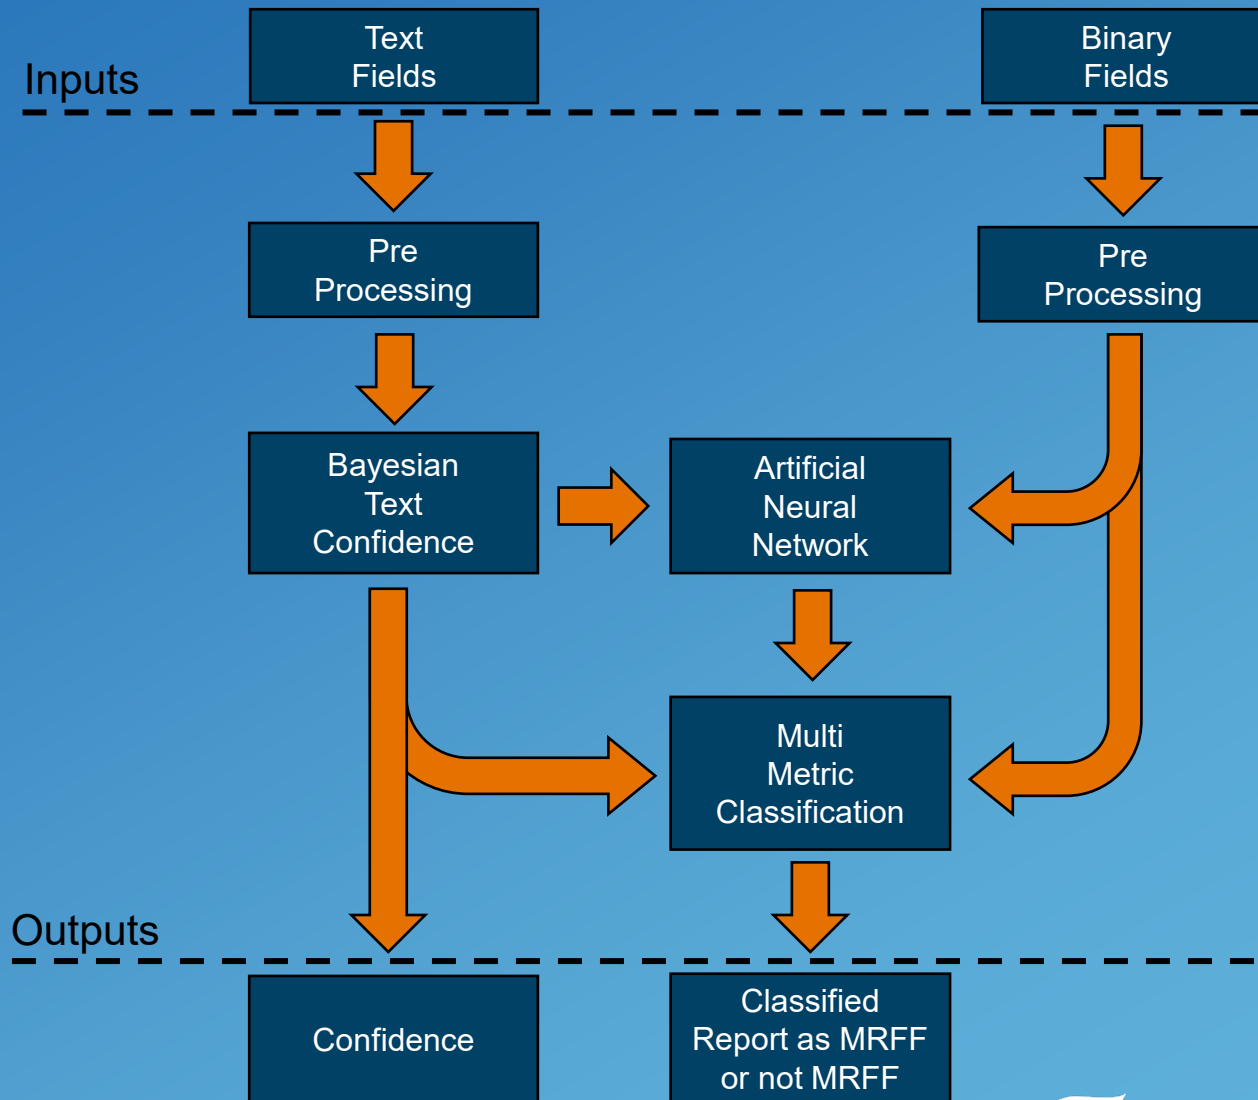 Inputs
Text
Fields
Binary
Fields
Pre
Processing
Pre
Processing
Bayesian
Text
Confidence
Artificial
Neural
Network
Multi
Metric
Classification
Outputs
Confidence
Classified
Report as MRFF
or not MRFF